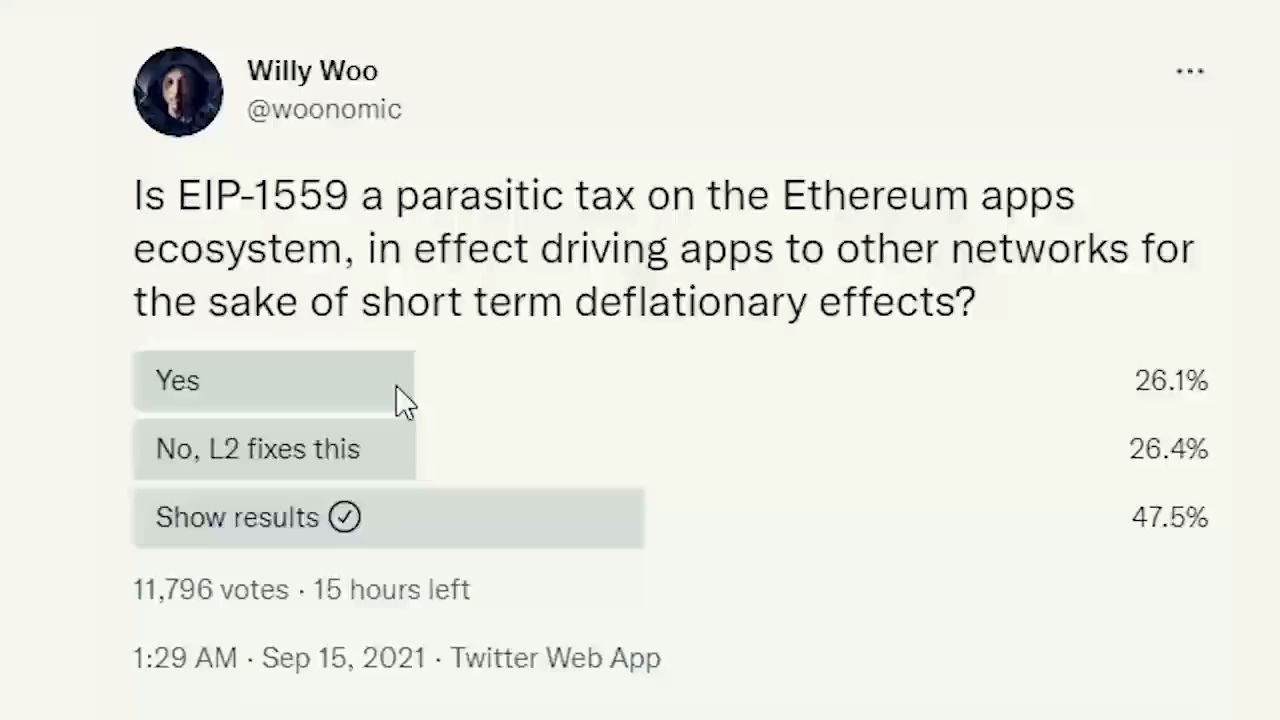 Willy Woo
@woonomic
Is EIP-1559 a parasitic tax on the Ethereum apps
ecosystem, in effect driving apps to other networks for
the sake of short term deflationary effects?
Yes 26.1%
No, L2 fixes this 26.4%
Show results 47.5%
11,796 votes · 15 hours left
1:29 AM · Sep 15, 2021 · Twitter Web App